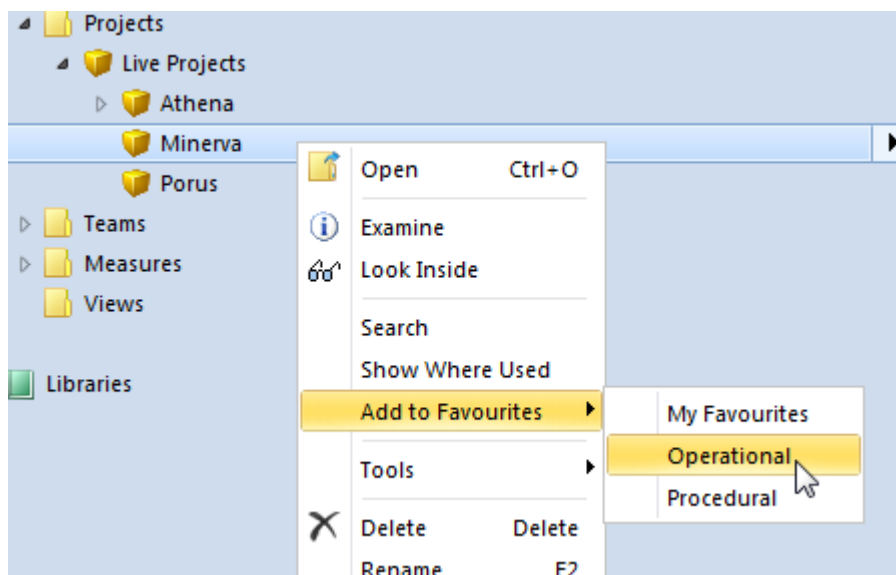 Projects
Live Projects
Athena
Minerva
Porus
Teams
Measures
Views
Libraries
Open Ctrl+O
Examine
Look Inside
Search
Show Where Used
Add to Favourites
Tools
Delete Delete
Rename F2
My Favourites
Operational
Procedural